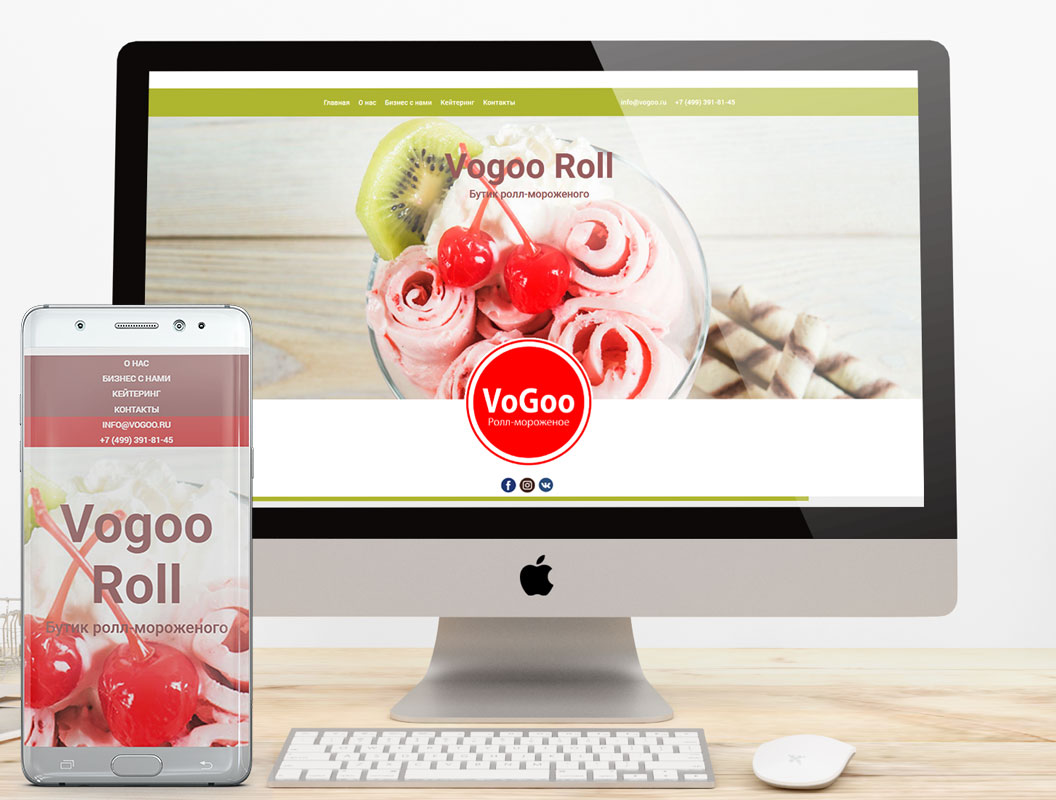 Главная О нас Бизнес с нами Кейтеринг Контакты info@vogoo.ru +7 (499) 391-81-45
Vogoo Roll
Бутик ролл-мороженого
VoGoo
Ролл-мороженое
О НАС
БИЗНЕС С НАМИ
КЕЙТЕРИНГ
КОНТАКТЫ
INFO@VOGOO.RU
+7 (499) 391-81-45
Vogoo
Roll
Бутик ролл-мороженого